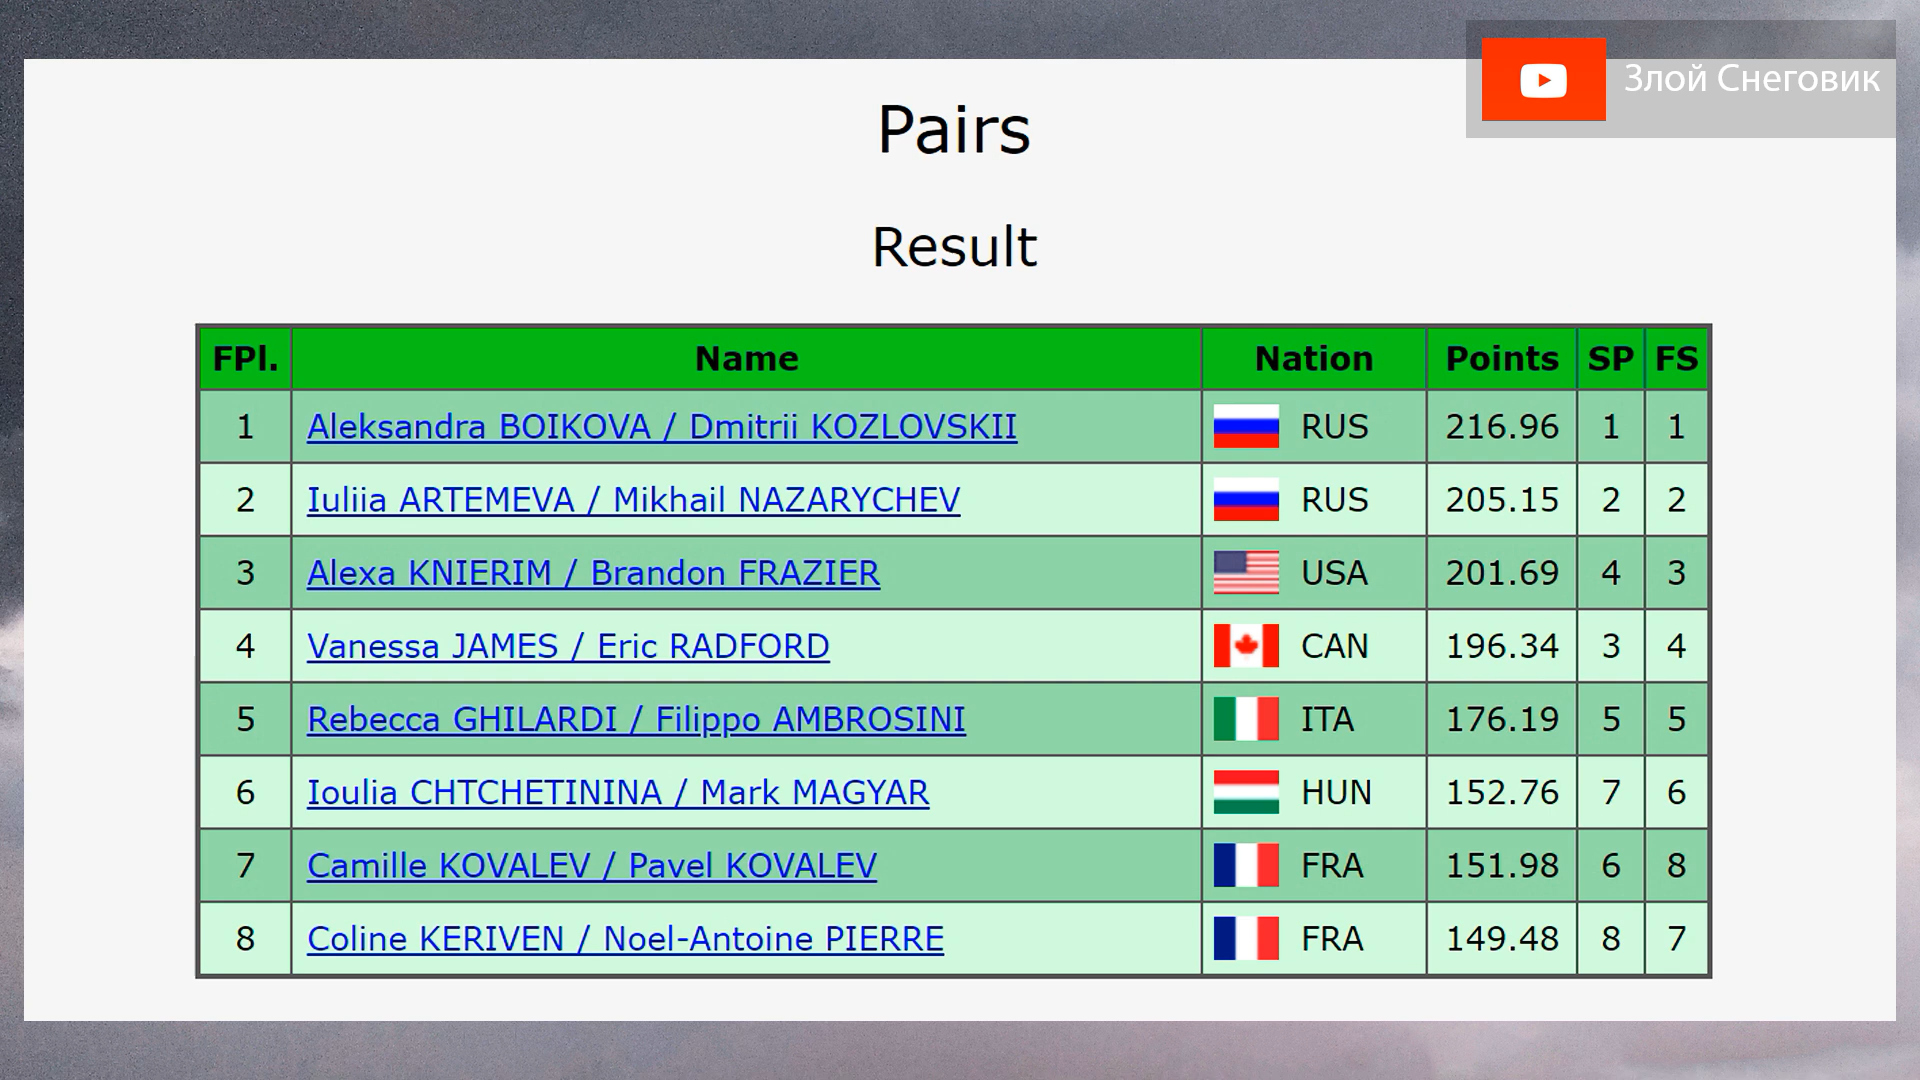 Злой Снеговик
Pairs
Result
FPl. Name Nation Points SP FS
1 Aleksandra BOIKOVA / Dmitrii KOZLOVSKII RUS 216.96 1 1
2 Iuliia ARTEMEVA / Mikhail NAZARYCHEV RUS 205.15 2 2
3 Alexa KNIERIM / Brandon FRAZIER USA 201.69 4 3
4 Vanessa JAMES / Eric RADFORD CAN 196.34 3 4
5 Rebecca GHILARDI / Filippo AMBROSINI ITA 176.19 5 5
6 Ioulia CHTCHETININA / Mark MAGYAR HUN 152.76 7 6
7 Camille KOVALEV / Pavel KOVALEV FRA 151.98 6 8
8 Coline KERIVEN / Noel-Antoine PIERRE FRA 149.48 8 7